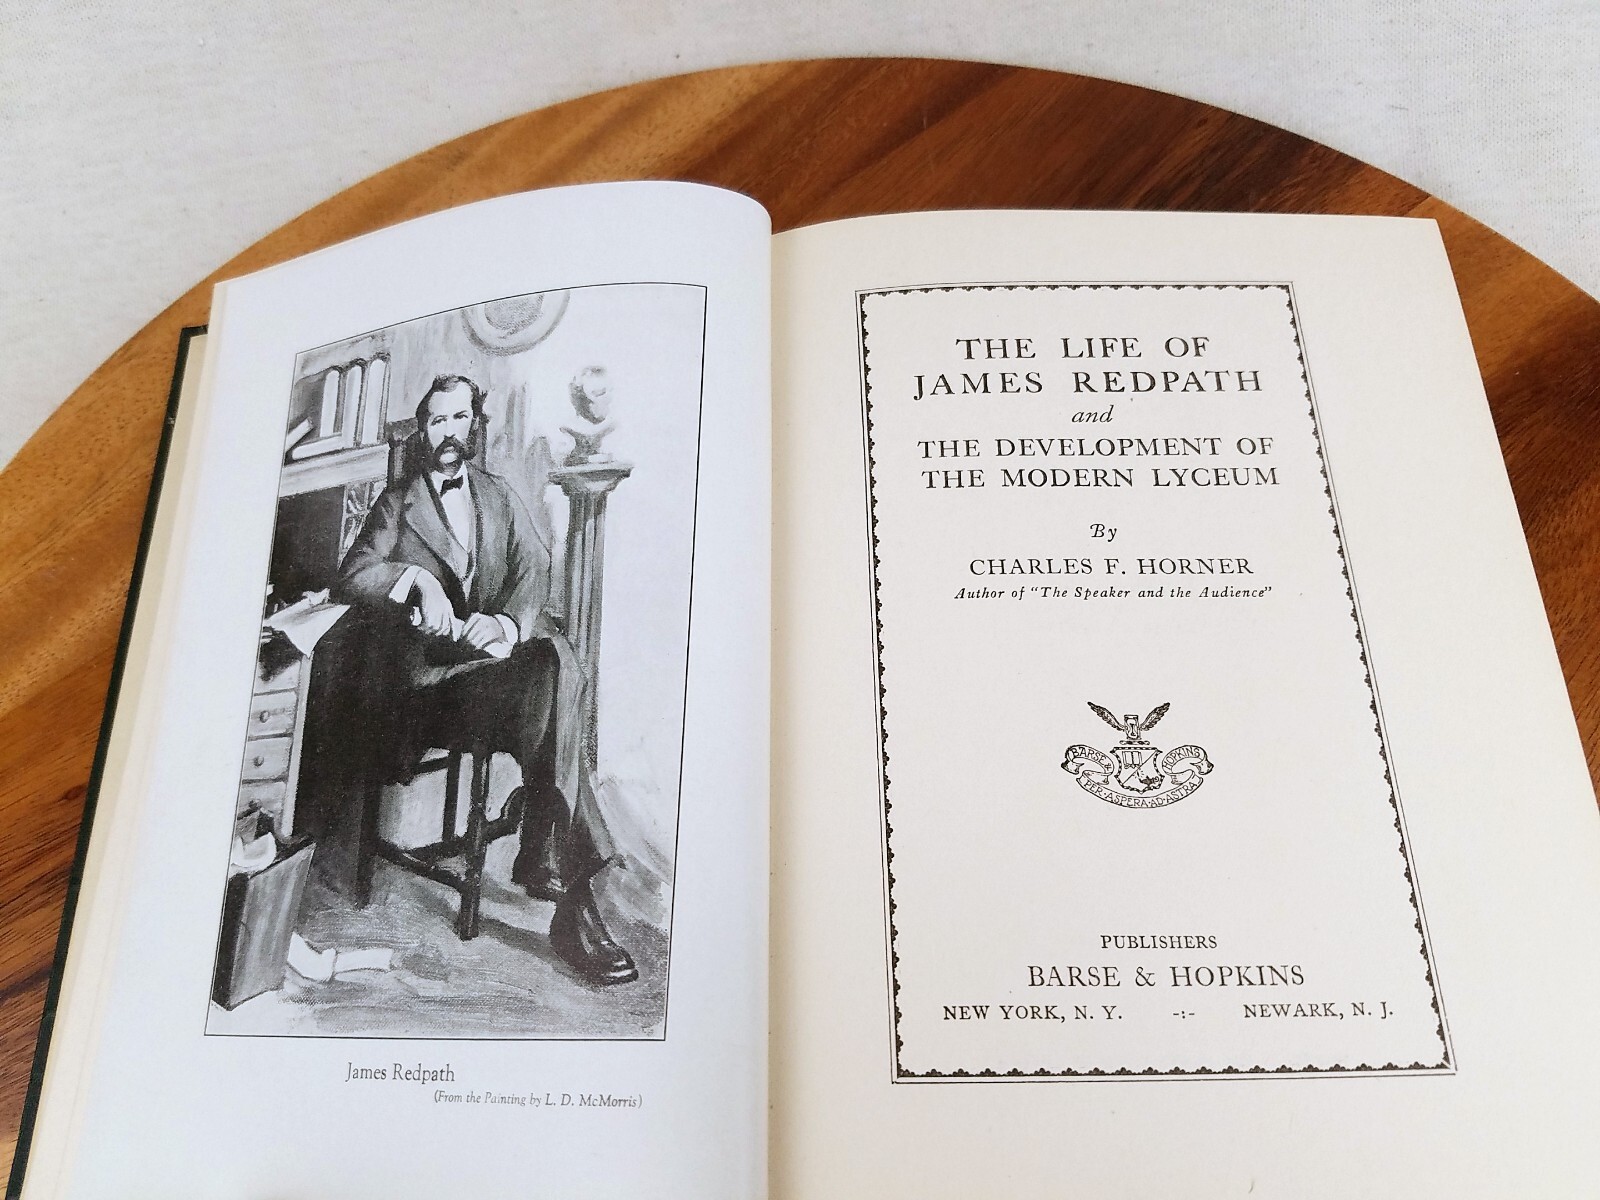 James Redpath
(From the Painting by L. D. McMorris)
THE LIFE OF
JAMES REDPATH
and
THE DEVELOPMENT OF
THE MODERN LYCEUM
By
CHARLES F. HORNER
Author of "The Speaker and the Audience"
BARSE & HOPKINS
PER·ASPERA·AD·ASTRA
PUBLISHERS
BARSE & HOPKINS
NEW YORK, N. Y. -:- NEWARK, N. J.